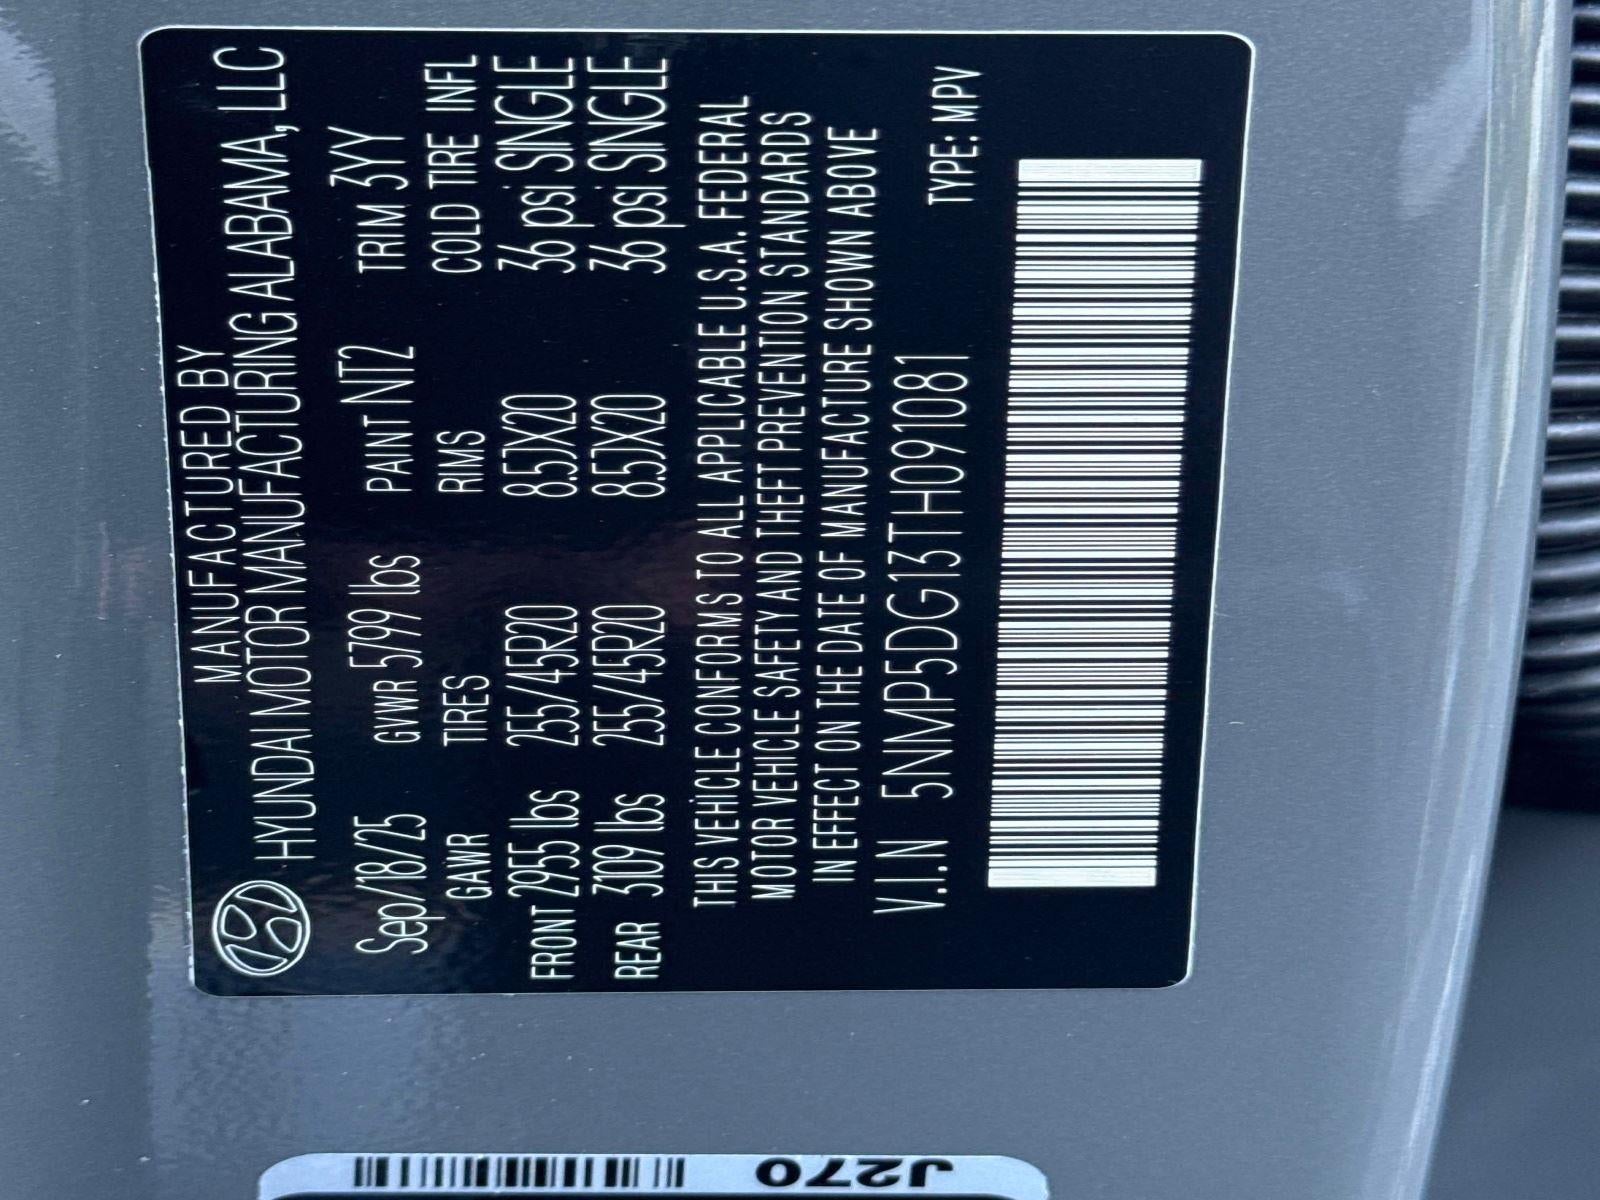 MANUFACTURED BY
HYUNDAI MOTOR MANUFACTURING ALABAMA, LLC
Sep/18/25 GVWR 5799 lbs PAINT NT2 TRIM 3YY
GAWR TIRES RIMS COLD TIRE INFL
FRONT 2955 lbs 255/45R20 8.5JX20 36 psi SINGLE
REAR 3109 lbs 255/45R20 8.5JX20 36 psi SINGLE
THIS VEHICLE CONFORMS TO ALL APPLICABLE U.S.A. FEDERAL
MOTOR VEHICLE SAFETY AND THEFT PREVENTION STANDARDS
IN EFFECT ON THE DATE OF MANUFACTURE SHOWN ABOVE
V.I.N 5NMP5DG13TH091081 TYPE: MPV
J270